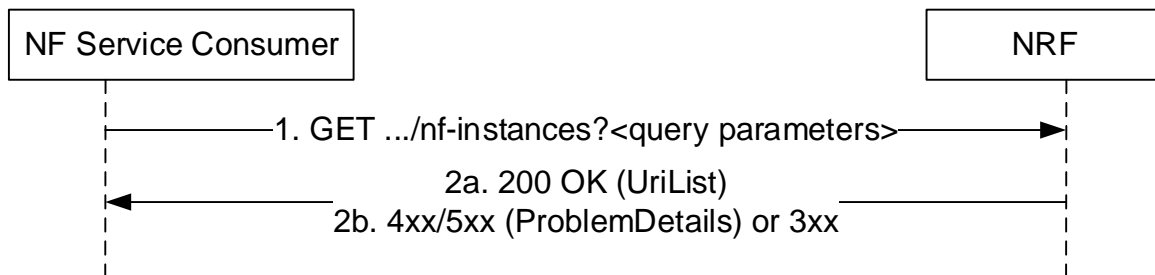 NF Service Consumer
NRF
1. GET .../nf-instances?<query parameters>
2a. 200 OK (UriList)
2b. 4xx/5xx (ProblemDetails) or 3xx